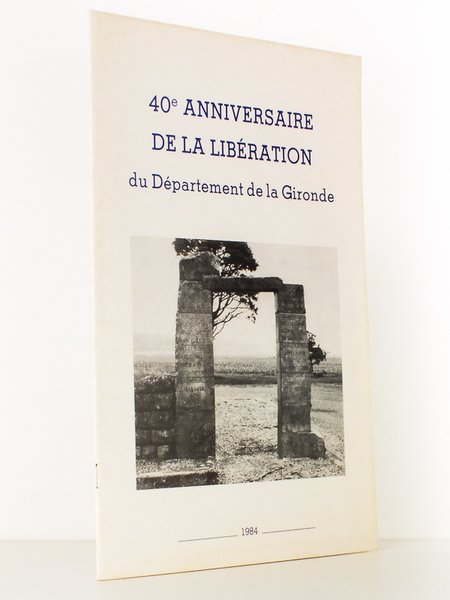 40e ANNIVERSAIRE
DE LA LIBÉRATION
du Département de la Gironde
1984